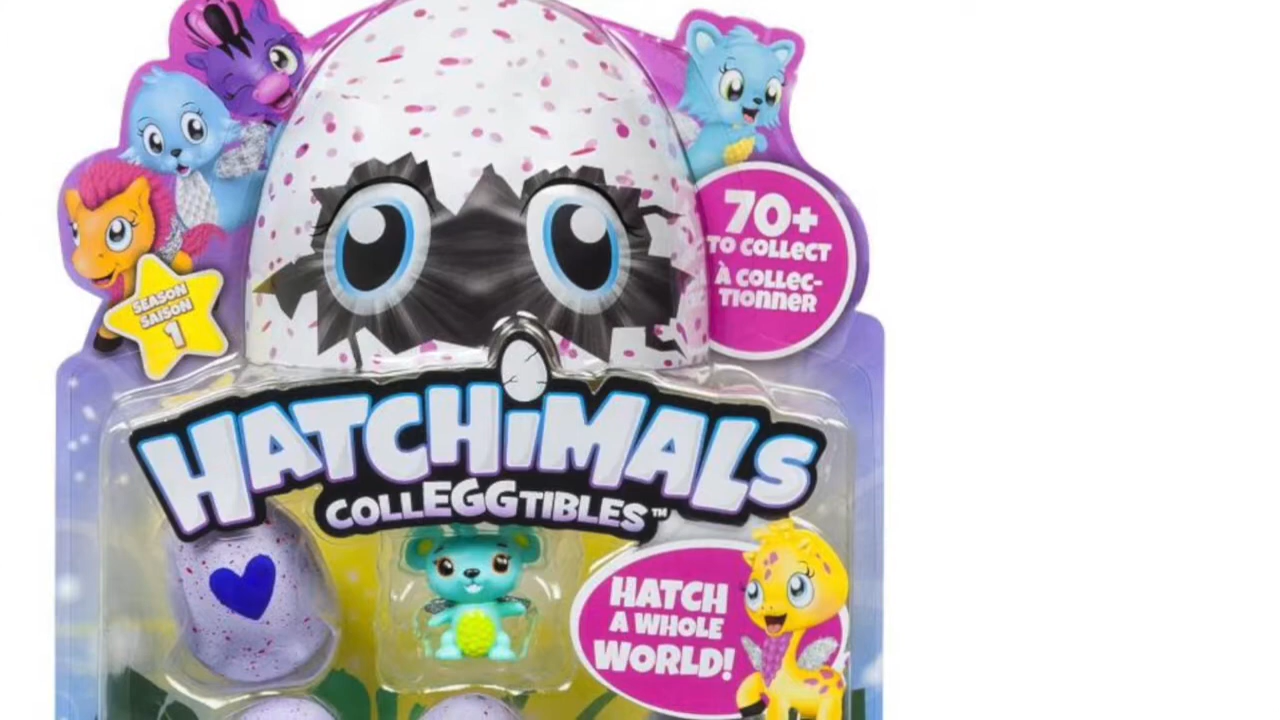 70+
TO COLLECT
À COLLEC-
TIONNER
SEASON
SAISON
1
HATCHiMALS
COLLEGGTIBLES™
HATCH
A WHOLE
WORLD!